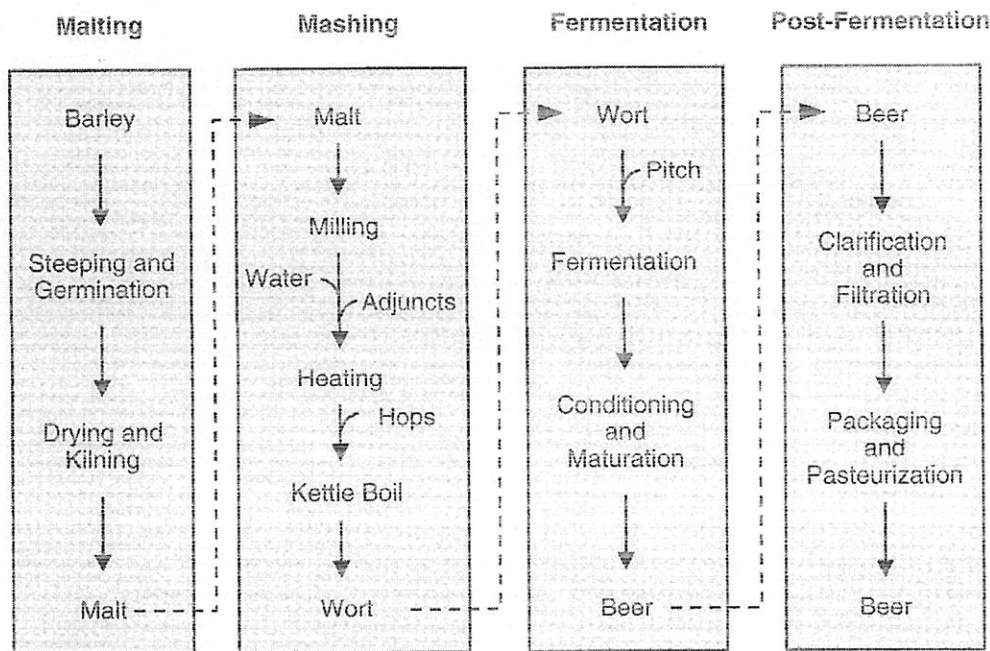 Malting
Barley
Steeping and
Germination
Drying and
Kilning
Malt
Mashing
Malt
Milling
Water
Adjuncts
Heating
Hops
Kettle Boil
Wort
Fermentation
Wort
Pitch
Fermentation
Conditioning
and
Maturation
Beer
Post-Fermentation
Beer
Clarification
and
Filtration
Packaging
and
Pasteurization
Beer